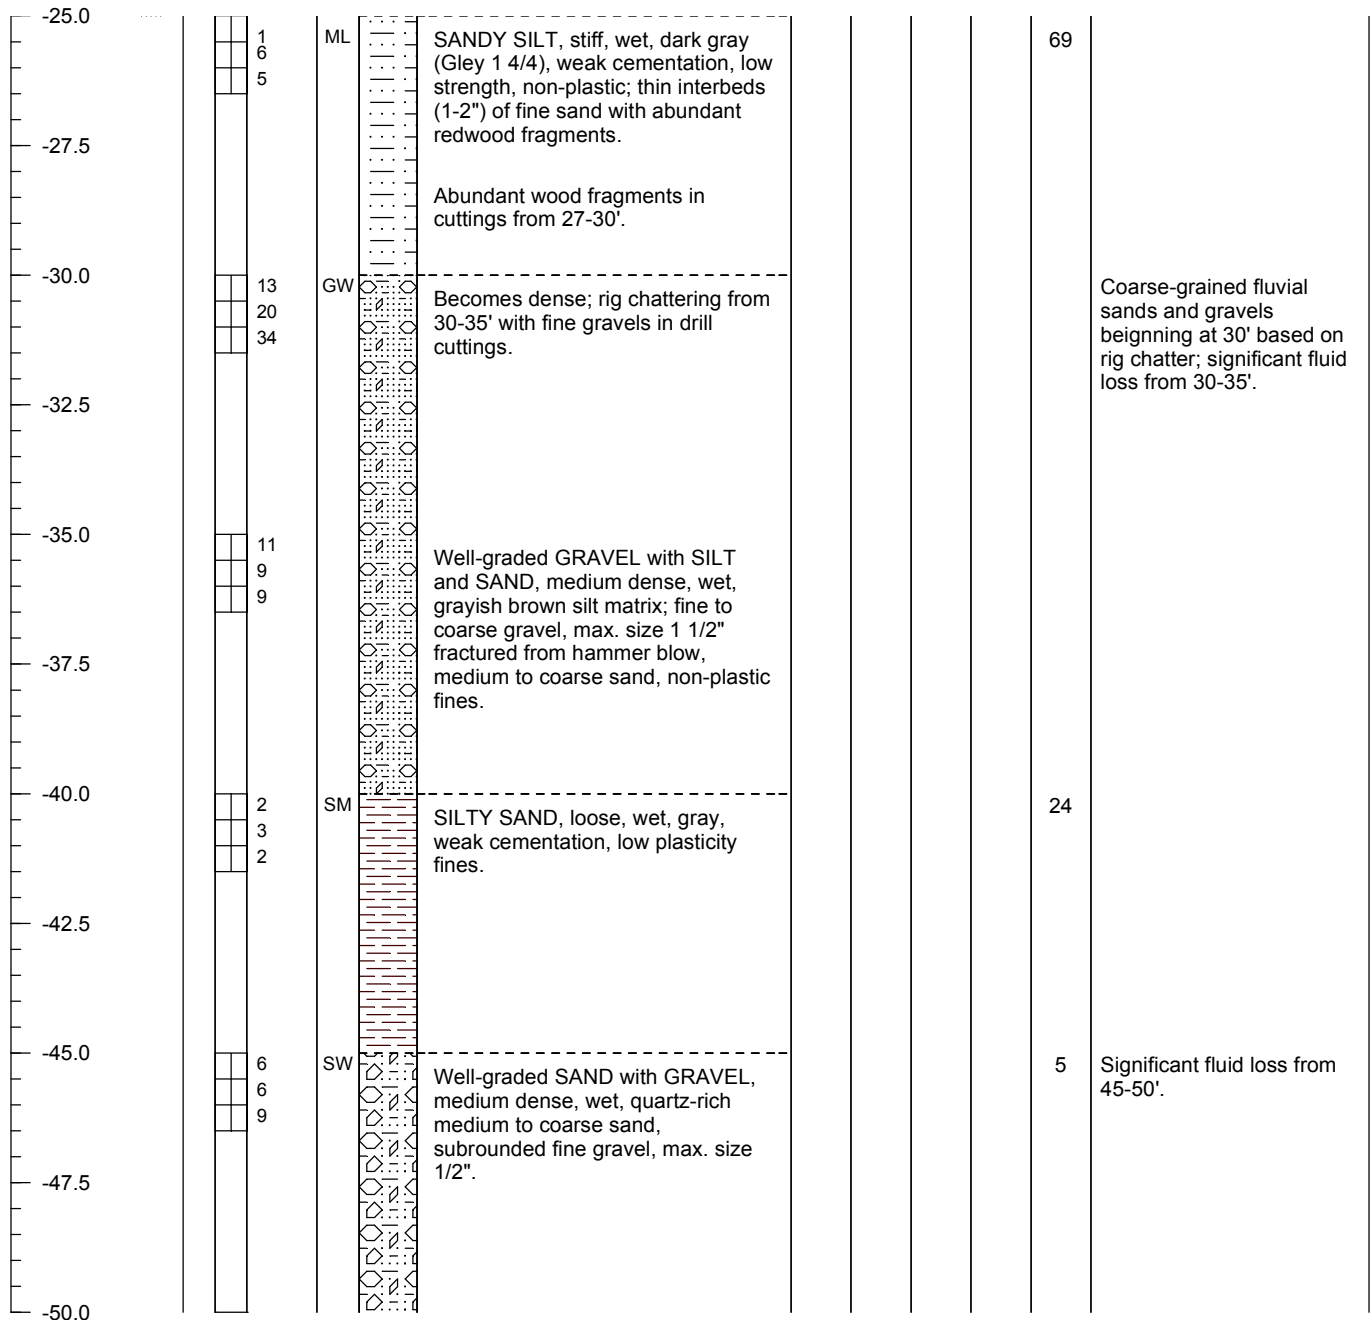 -25.0
1
6
5
ML
SANDY SILT, stiff, wet, dark gray
(Gley 1 4/4), weak cementation, low
strength, non-plastic; thin interbeds
(1-2") of fine sand with abundant
redwood fragments.
69
-27.5
Abundant wood fragments in
cuttings from 27-30'.
-30.0
13
20
34
GW
Becomes dense; rig chattering from
30-35' with fine gravels in drill
cuttings.
Coarse-grained fluvial
sands and gravels
beignning at 30' based on
rig chatter; significant fluid
loss from 30-35'.
-32.5
-35.0
11
9
9
Well-graded GRAVEL with SILT
and SAND, medium dense, wet,
grayish brown silt matrix; fine to
coarse gravel, max. size 1 1/2"
fractured from hammer blow,
medium to coarse sand, non-plastic
fines.
-37.5
-40.0
2
3
2
SM
SILTY SAND, loose, wet, gray,
weak cementation, low plasticity
fines.
24
-42.5
-45.0
6
6
9
SW
Well-graded SAND with GRAVEL,
medium dense, wet, quartz-rich
medium to coarse sand,
subrounded fine gravel, max. size
1/2".
5
Significant fluid loss from
45-50'.
-47.5
-50.0